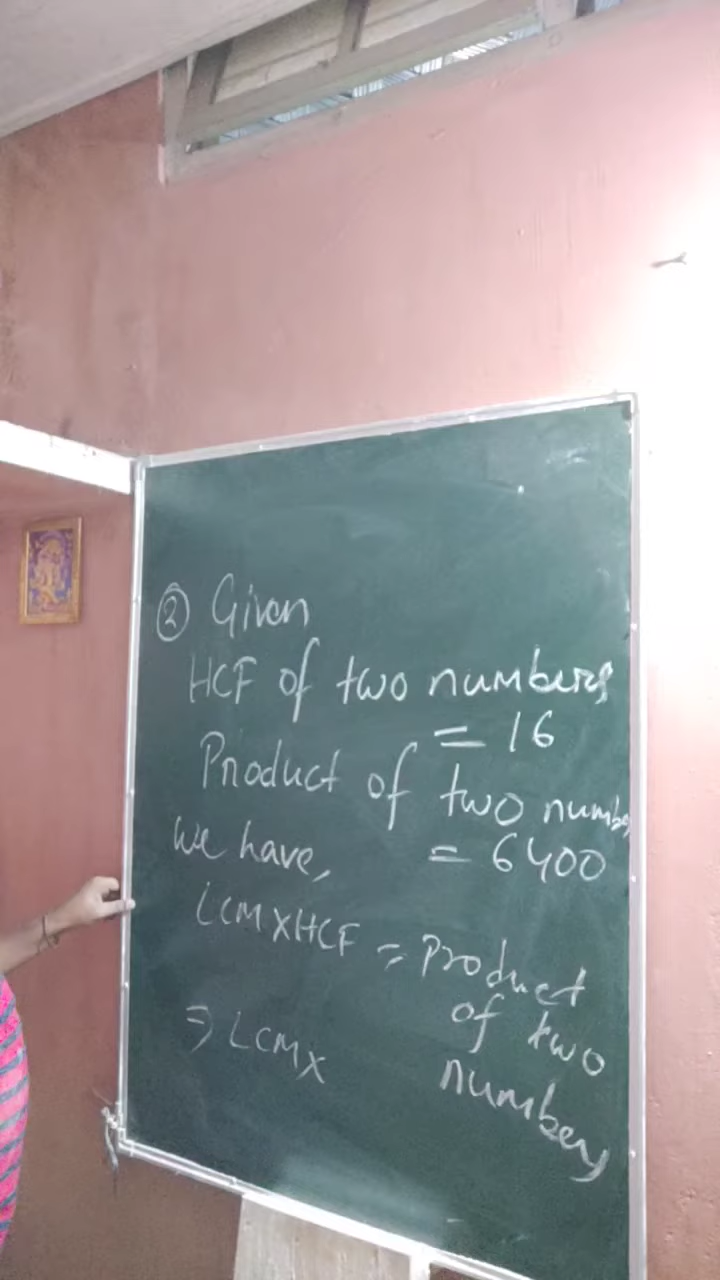 ② Given
HCF of two numbers
= 16
Product of two number
= 6400
We have,
LCM X HCF = Product
of two
numbers
⇒ LCM X